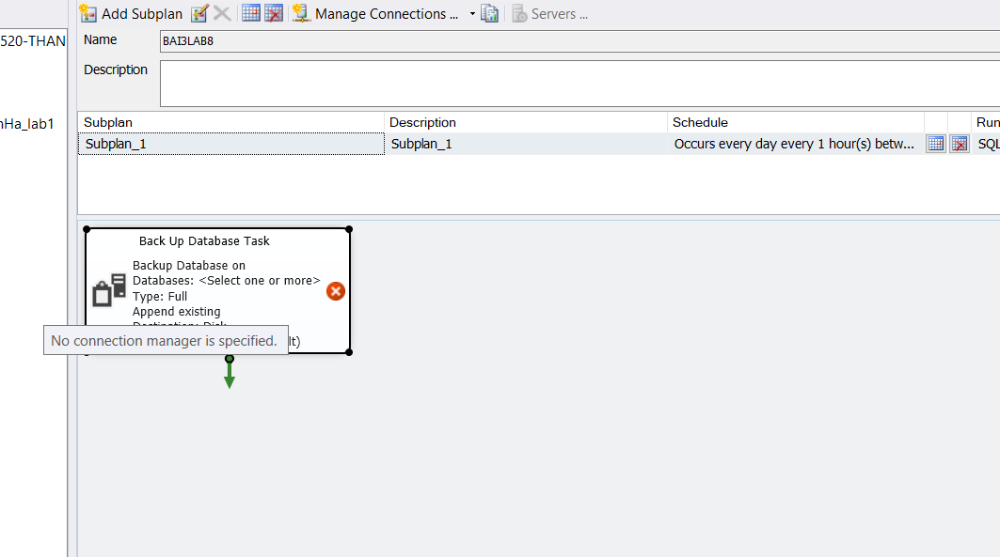 Add Subplan Manage Connections ... Servers ...
520-THAN
Name BAI3LAB8
Description
nHa_lab1
Subplan Description Schedule Run
Subplan_1 Subplan_1 Occurs every day every 1 hour(s) betw... SQL
Back Up Database Task
Backup Database on
Databases: <Select one or more>
Type: Full
Append existing
Destination: Disk
No connection manager is specified. lt)